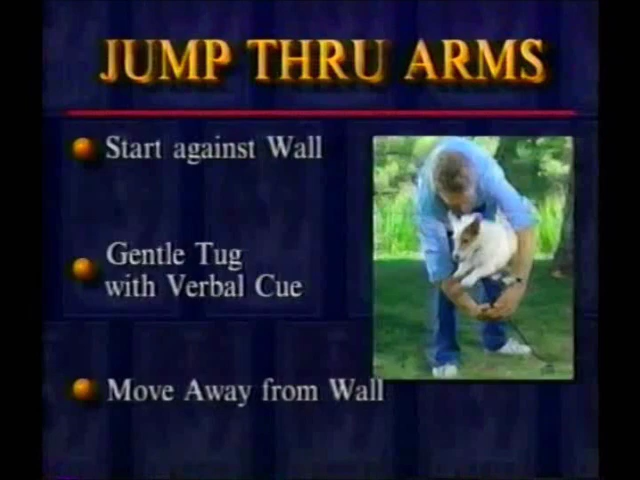 JUMP THRU ARMS
Start against Wall
Gentle Tug
with Verbal Cue
Move Away from Wall